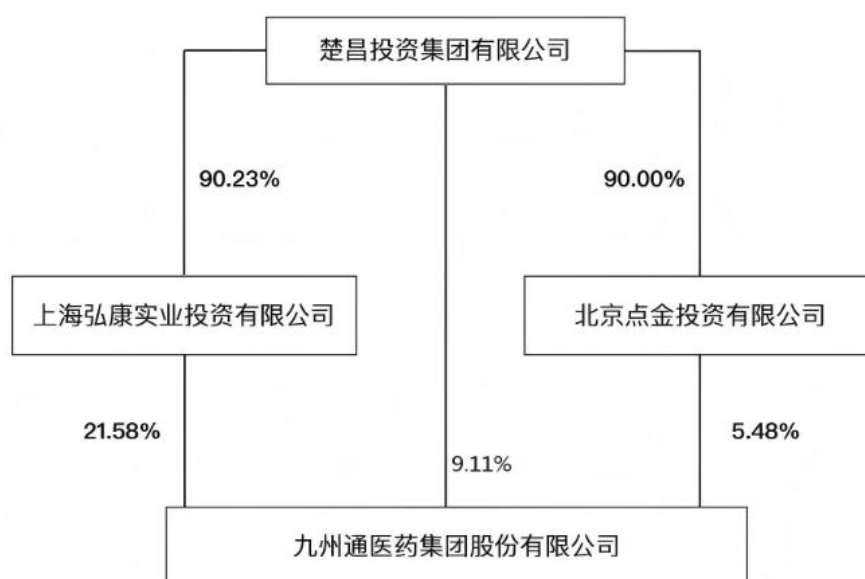 楚昌投资集团有限公司
90.23%
90.00%
上海弘康实业投资有限公司
北京点金投资有限公司
21.58%
5.48%
9.11%
九州通医药集团股份有限公司